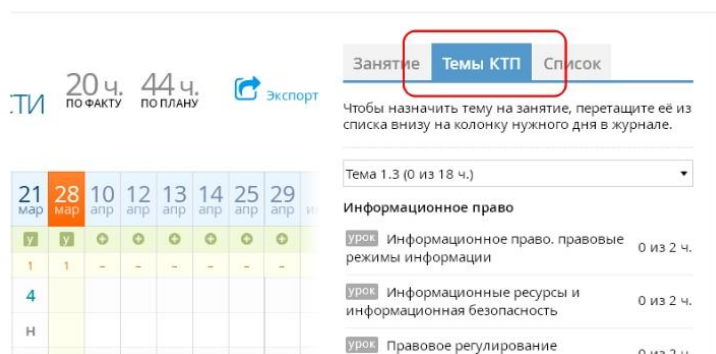 Занятие Темы КТП Список
ТИ 20 ч. ПО ФАКТУ 44 ч. ПО ПЛАНУ Экспорт
Чтобы назначить тему на занятие, перетащите её из
списка внизу на колонку нужного дня в журнале.
Тема 1.3 (0 из 18 ч.)
21 28 10 12 13 14 25 29
мар мар апр апр апр апр апр апр
Информационное право
у у
урок Информационное право. правовые
режимы информации
0 из 2 ч.
1 1 - - - - - -
4
урок Информационные ресурсы и
информационная безопасность
0 из 2 ч.
н
урок Правовое регулирование
0 из 2 ч.